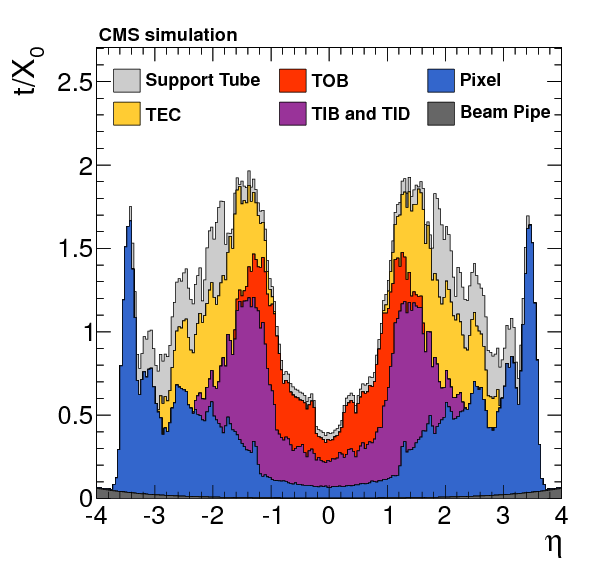 CMS simulation
t/X0
Support Tube TOB Pixel
TEC TIB and TID Beam Pipe
2.5
2
1.5
1
0.5
0
-4 -3 -2 -1 0 1 2 3 4
η